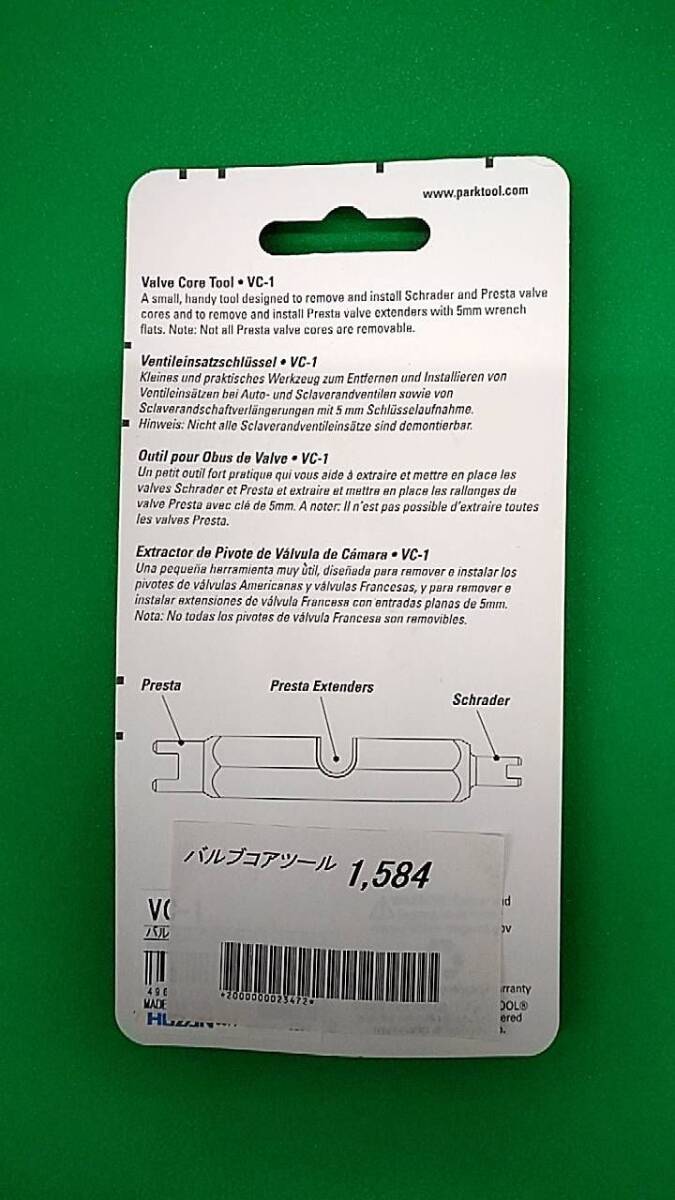 www.parktool.com
Valve Core Tool • VC-1
A small, handy tool designed to remove and install Schrader and Presta valve
cores and to remove and install Presta valve extenders with 5mm wrench
flats. Note: Not all Presta valve cores are removable.
Ventileinsatzschlüssel • VC-1
Kleines und praktisches Werkzeug zum Entfernen und Installieren von
Ventileinsätzen bei Auto- und Sclaverandventilen sowie von
Sclaverandschaftverlängerungen mit 5 mm Schlüsselaufnahme.
Hinweis: Nicht alle Sclaverandventileinsätze sind demontierbar.
Outil pour Obus de Valve • VC-1
Un petit outil fort pratique qui vous aide à extraire et mettre en place les
valves Schrader et Presta et extraire et mettre en place les rallonges de
valve Presta avec clé de 5mm. A noter: Il n'est pas possible d'extraire toutes
les valves Presta.
Extractor de Pivote de Válvula de Cámara • VC-1
Una pequeña herramienta muy ùtil, diseñada para remover e instalar los
pivotes de válvulas Americanas y válvulas Francesas, y para remover e
instalar extensiones de válvula Francesa con entradas planas de 5mm.
Nota: No todas los pivotes de válvula Francesa son removibles.
Presta
Presta Extenders
Schrader
バルブコアツール 1,584
*2000000023472*
VC-1
バル
496
MADE
OOL®